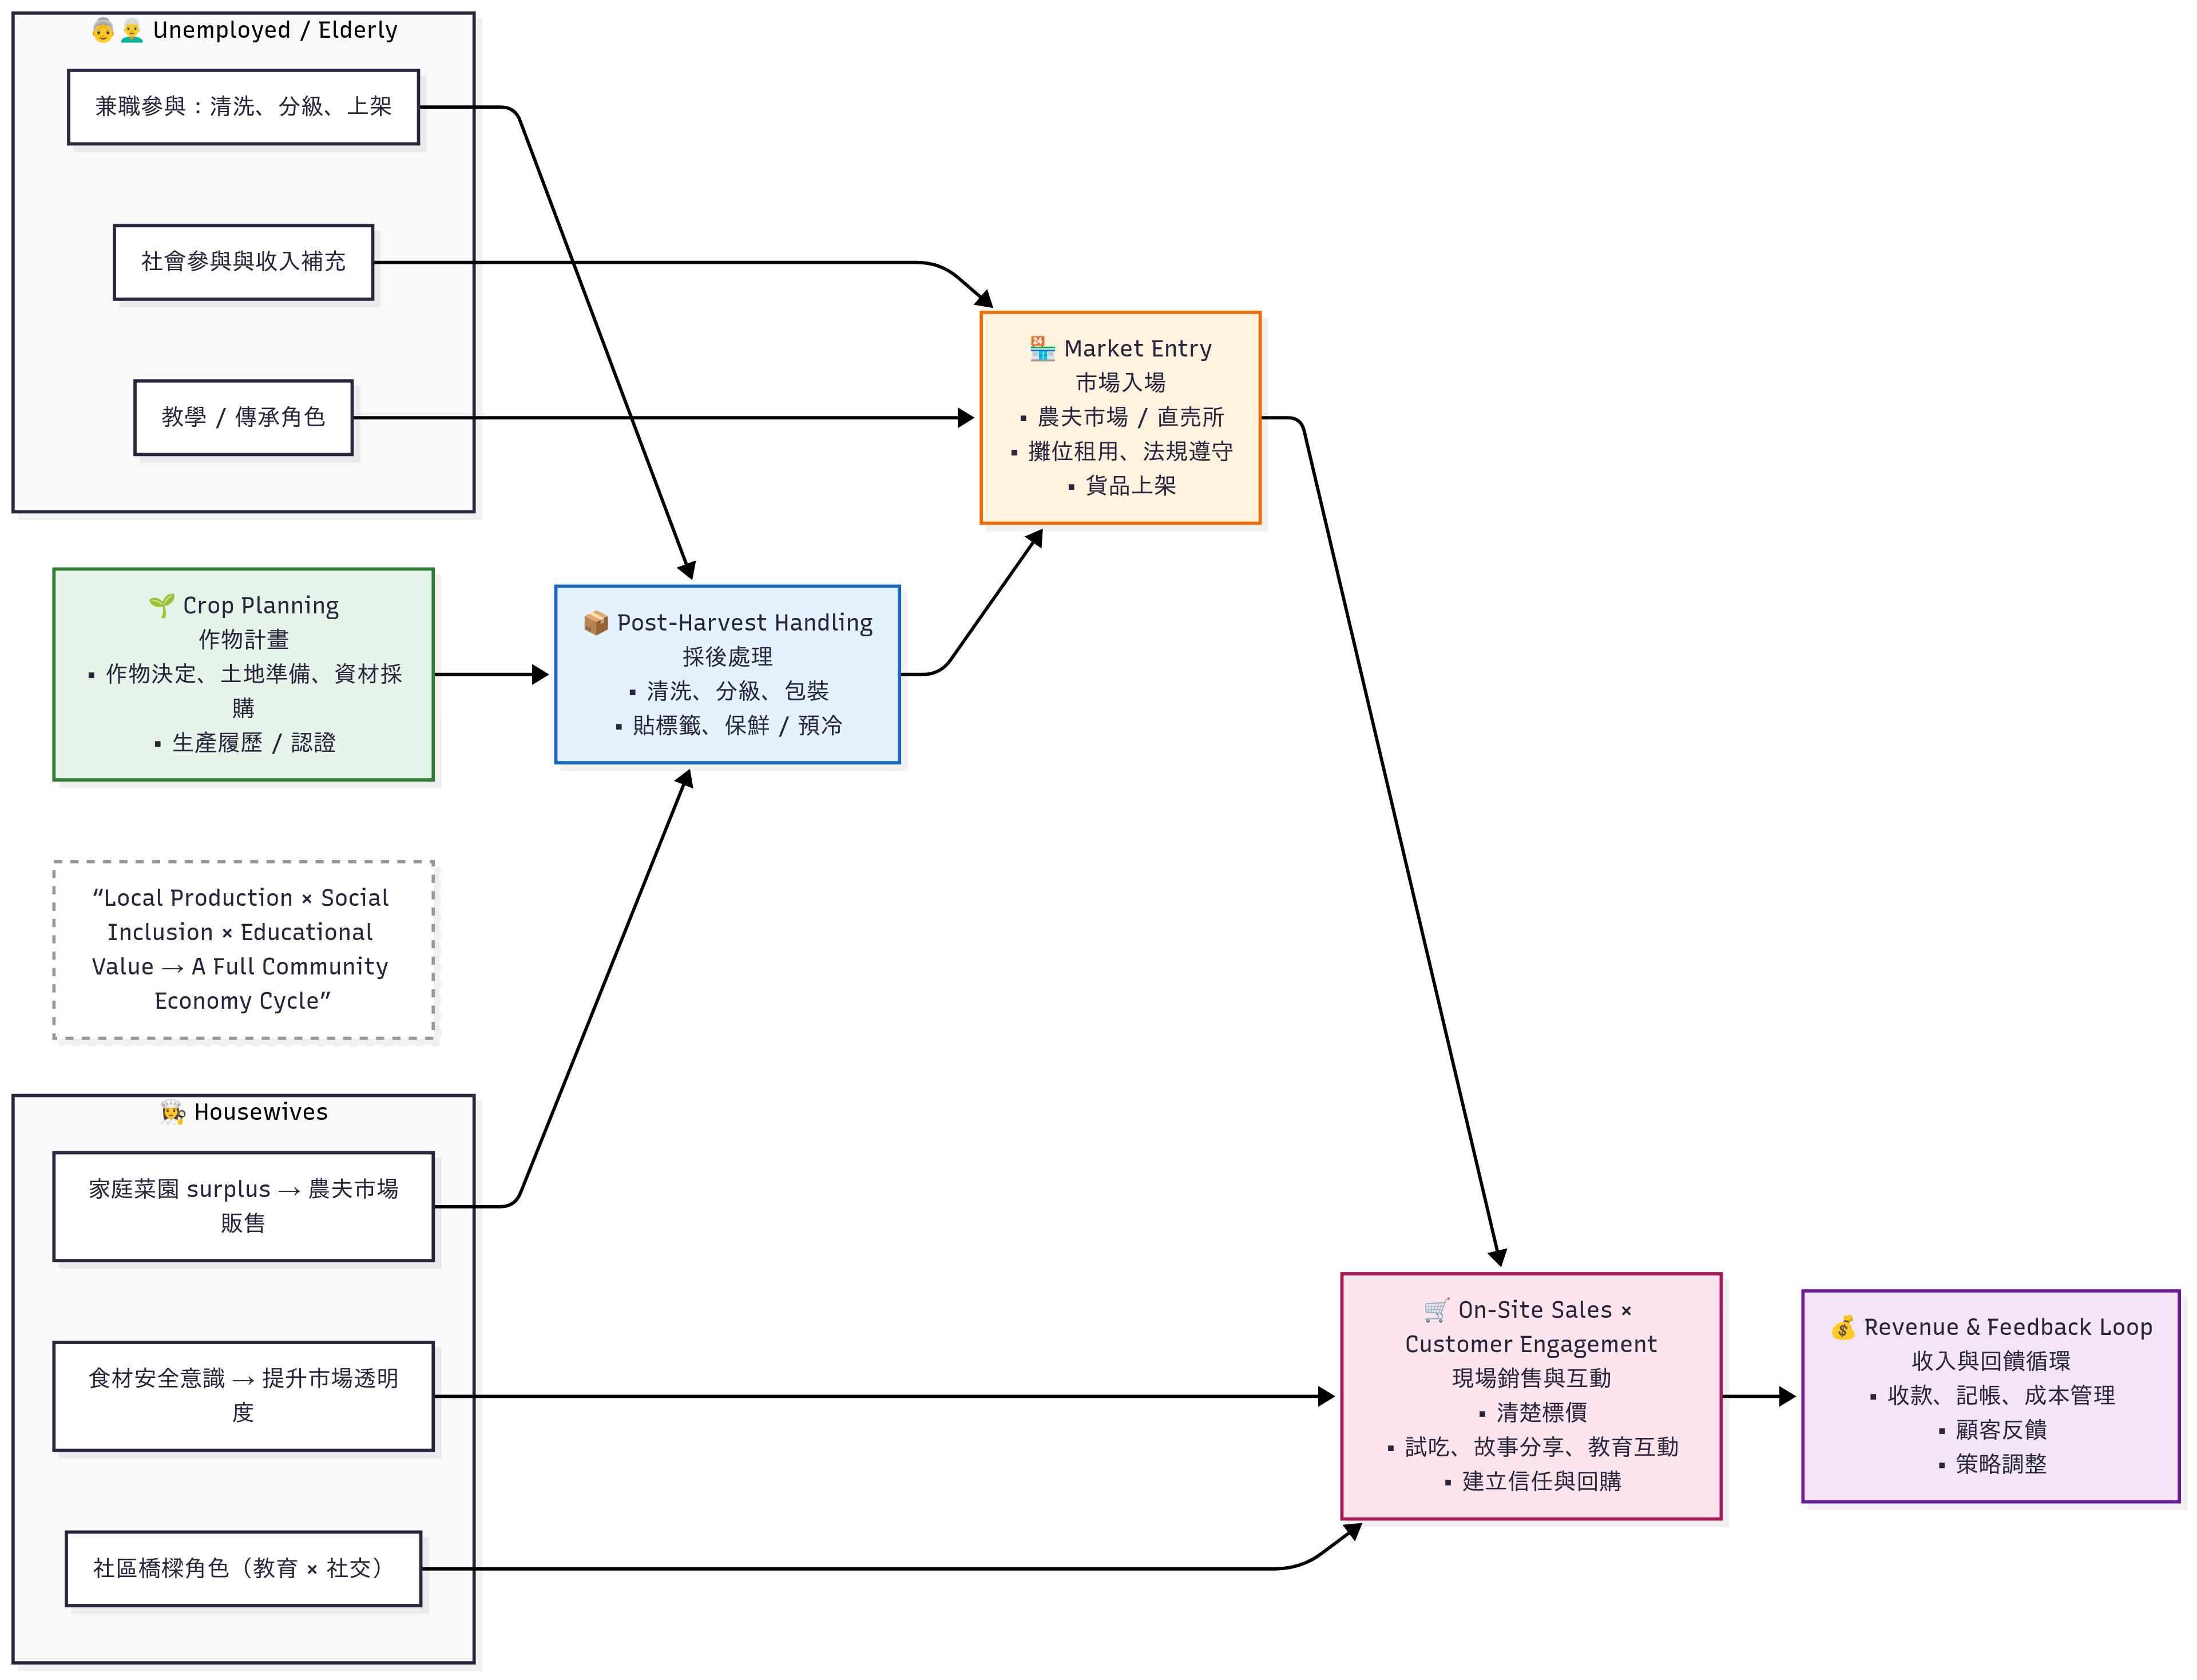 👵👨‍🦳 Unemployed / Elderly
兼職參與：清洗、分級、上架
社會參與與收入補充
教學 / 傳承角色
🏪 Market Entry
市場入場
▪ 農夫市場 / 直売所
▪ 攤位租用、法規遵守
▪ 貨品上架
🌱 Crop Planning
作物計畫
▪ 作物決定、土地準備、資材採
購
▪ 生產履歷 / 認證
📦 Post-Harvest Handling
採後處理
▪ 清洗、分級、包裝
▪ 貼標籤、保鮮 / 預冷
“Local Production × Social
Inclusion × Educational
Value → A Full Community
Economy Cycle”
👩‍🍳 Housewives
家庭菜園 surplus → 農夫市場
販售
食材安全意識 → 提升市場透明
度
社區橋樑角色（教育 × 社交）
🛒 On-Site Sales ×
Customer Engagement
現場銷售與互動
▪ 清楚標價
▪ 試吃、故事分享、教育互動
▪ 建立信任與回購
💰 Revenue & Feedback Loop
收入與回饋循環
▪ 收款、記帳、成本管理
▪ 顧客反饋
▪ 策略調整